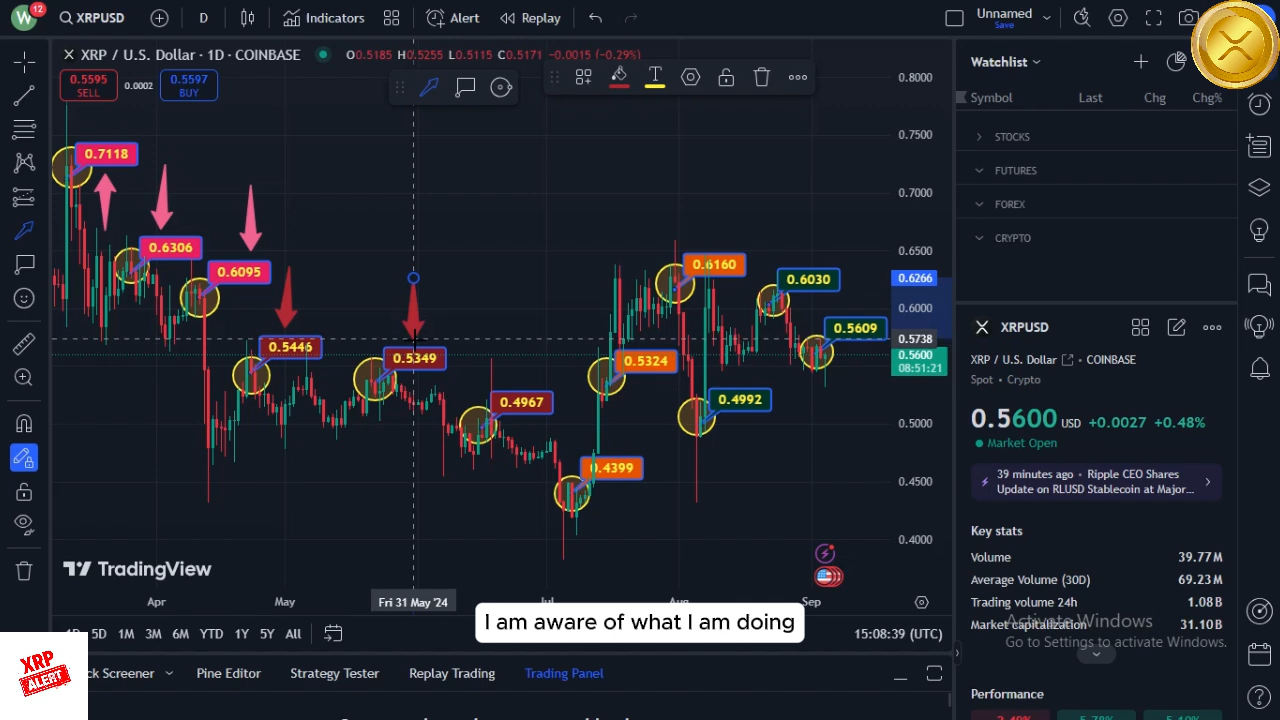 W 12 XRPUSD D Indicators Alert Replay Unnamed
Save
XRP / U.S. Dollar · 1D · COINBASE O0.5185 H0.5255 L0.5115 C0.5171 −0.0015 (−0.29%)
0.5595 SELL 0.0002 0.5597 BUY
0.7118
0.6306
0.6095
0.5446
0.5349
0.4967
0.4399
0.5324
0.6160
0.4992
0.6030
0.5609
0.8000
0.7500
0.7000
0.6500
0.6266
0.6000
0.5738
0.5600
08:51:21
0.5000
0.4500
0.4000
TradingView
Apr May Fri 31 May '24 Jul Aug Sep
5D 1M 3M 6M YTD 1Y 5Y All 15:08:39 (UTC)
I am aware of what I am doing
Screener Pine Editor Strategy Tester Replay Trading Trading Panel
XRP
ALERT
Watchlist
Symbol Last Chg Chg%
STOCKS
FUTURES
FOREX
CRYPTO
XRPUSD
XRP / U.S. Dollar COINBASE
Spot • Crypto
0.5600 USD +0.0027 +0.48%
Market Open
39 minutes ago • Ripple CEO Shares
Update on RLUSD Stablecoin at Major...
Key stats
Volume 39.77M
Average Volume (30D) 69.23M
Trading volume 24h 1.08B
Market capitalization 31.10B
Activate Windows
Go to Settings to activate Windows.
Performance